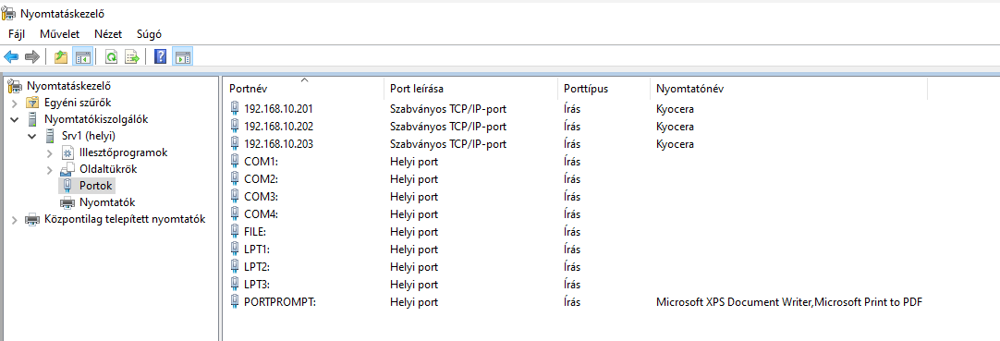 Nyomtatáskezelő
Fájl Művelet Nézet Súgó
Nyomtatáskezelő
Egyéni szűrők
Nyomtatókiszolgálók
Srv1 (helyi)
Illesztőprogramok
Oldaltükrök
Portok
Nyomtatók
Központilag telepített nyomtatók
Portnév Port leírása Porttípus Nyomtatónév
192.168.10.201 Szabványos TCP/IP-port Írás Kyocera
192.168.10.202 Szabványos TCP/IP-port Írás Kyocera
192.168.10.203 Szabványos TCP/IP-port Írás Kyocera
COM1: Helyi port Írás
COM2: Helyi port Írás
COM3: Helyi port Írás
COM4: Helyi port Írás
FILE: Helyi port Írás
LPT1: Helyi port Írás
LPT2: Helyi port Írás
LPT3: Helyi port Írás
PORTPROMPT: Helyi port Írás Microsoft XPS Document Writer,Microsoft Print to PDF